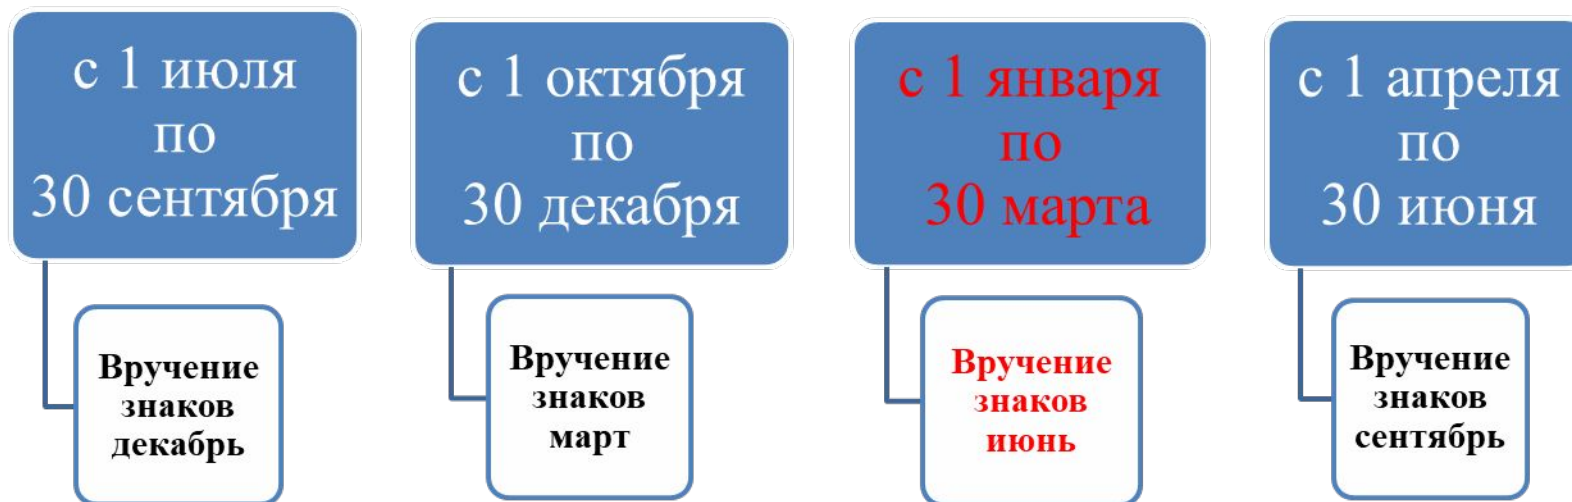 с 1 июля
по
30 сентября
Вручение
знаков
декабрь
с 1 октября
по
30 декабря
Вручение
знаков
март
с 1 января
по
30 марта
Вручение
знаков
июнь
с 1 апреля
по
30 июня
Вручение
знаков
сентябрь